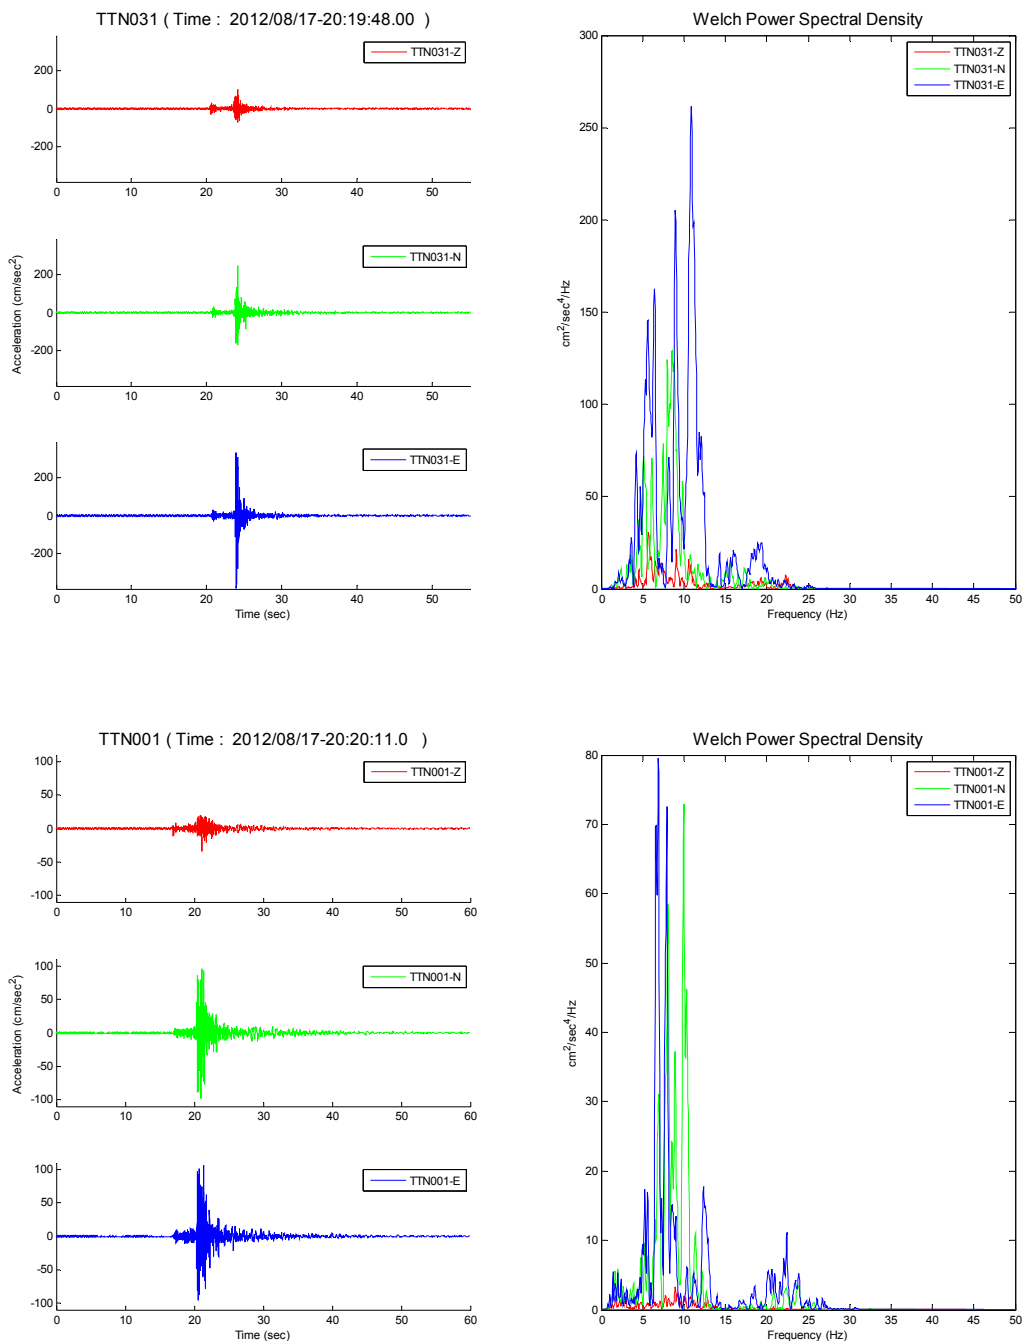 TTN031 ( Time :  2012/08/17-20:19:48.00  )
TTN031-Z
200
0
-200
0 10 20 30 40 50
TTN031-N
Acceleration (cm/sec²)
200
0
-200
0 10 20 30 40 50
TTN031-E
200
0
-200
0 10 20 30 40 50
Time (sec)
Welch Power Spectral Density
TTN031-Z
TTN031-N
TTN031-E
cm²/sec⁴/Hz
300
250
200
150
100
50
0
0 5 10 15 20 25 30 35 40 45 50
Frequency (Hz)
TTN001 ( Time :  2012/08/17-20:20:11.0  )
TTN001-Z
100
50
0
-50
-100
0 10 20 30 40 50 60
TTN001-N
Acceleration (cm/sec²)
100
50
0
-50
-100
0 10 20 30 40 50 60
TTN001-E
100
50
0
-50
-100
0 10 20 30 40 50 60
Time (sec)
Welch Power Spectral Density
TTN001-Z
TTN001-N
TTN001-E
cm²/sec⁴/Hz
80
70
60
50
40
30
20
10
0
0 5 10 15 20 25 30 35 40 45 50
Frequency (Hz)